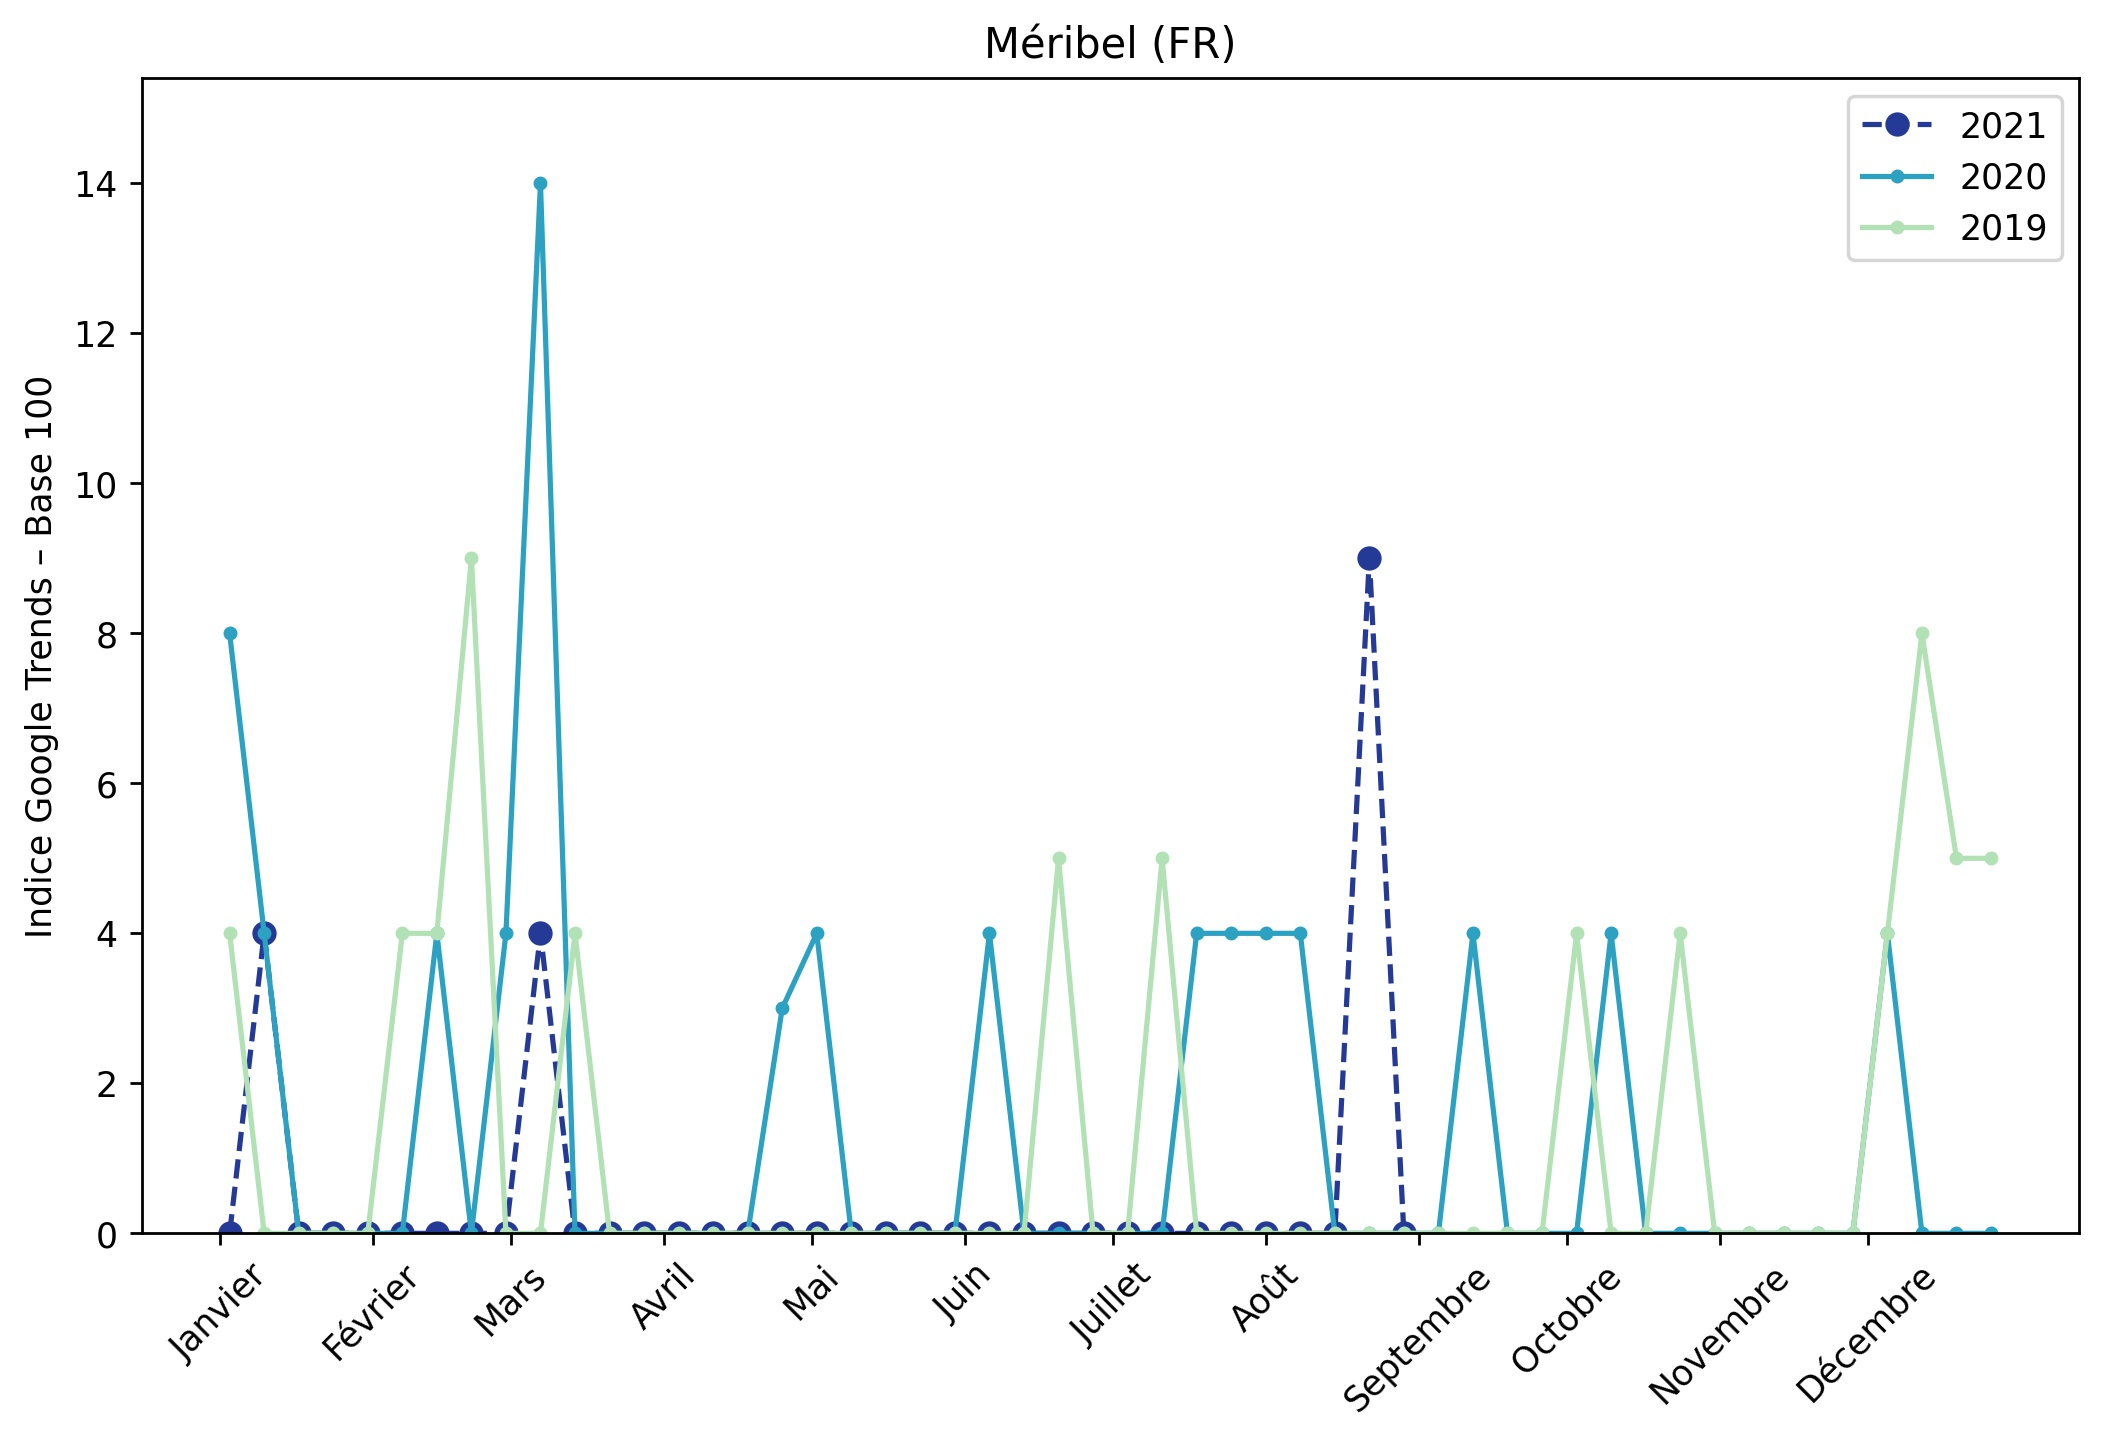 Méribel (FR)
2021
2020
2019
Indice Google Trends – Base 100
14
12
10
8
6
4
2
0
Janvier
Février
Mars
Avril
Mai
Juin
Juillet
Août
Septembre
Octobre
Novembre
Décembre